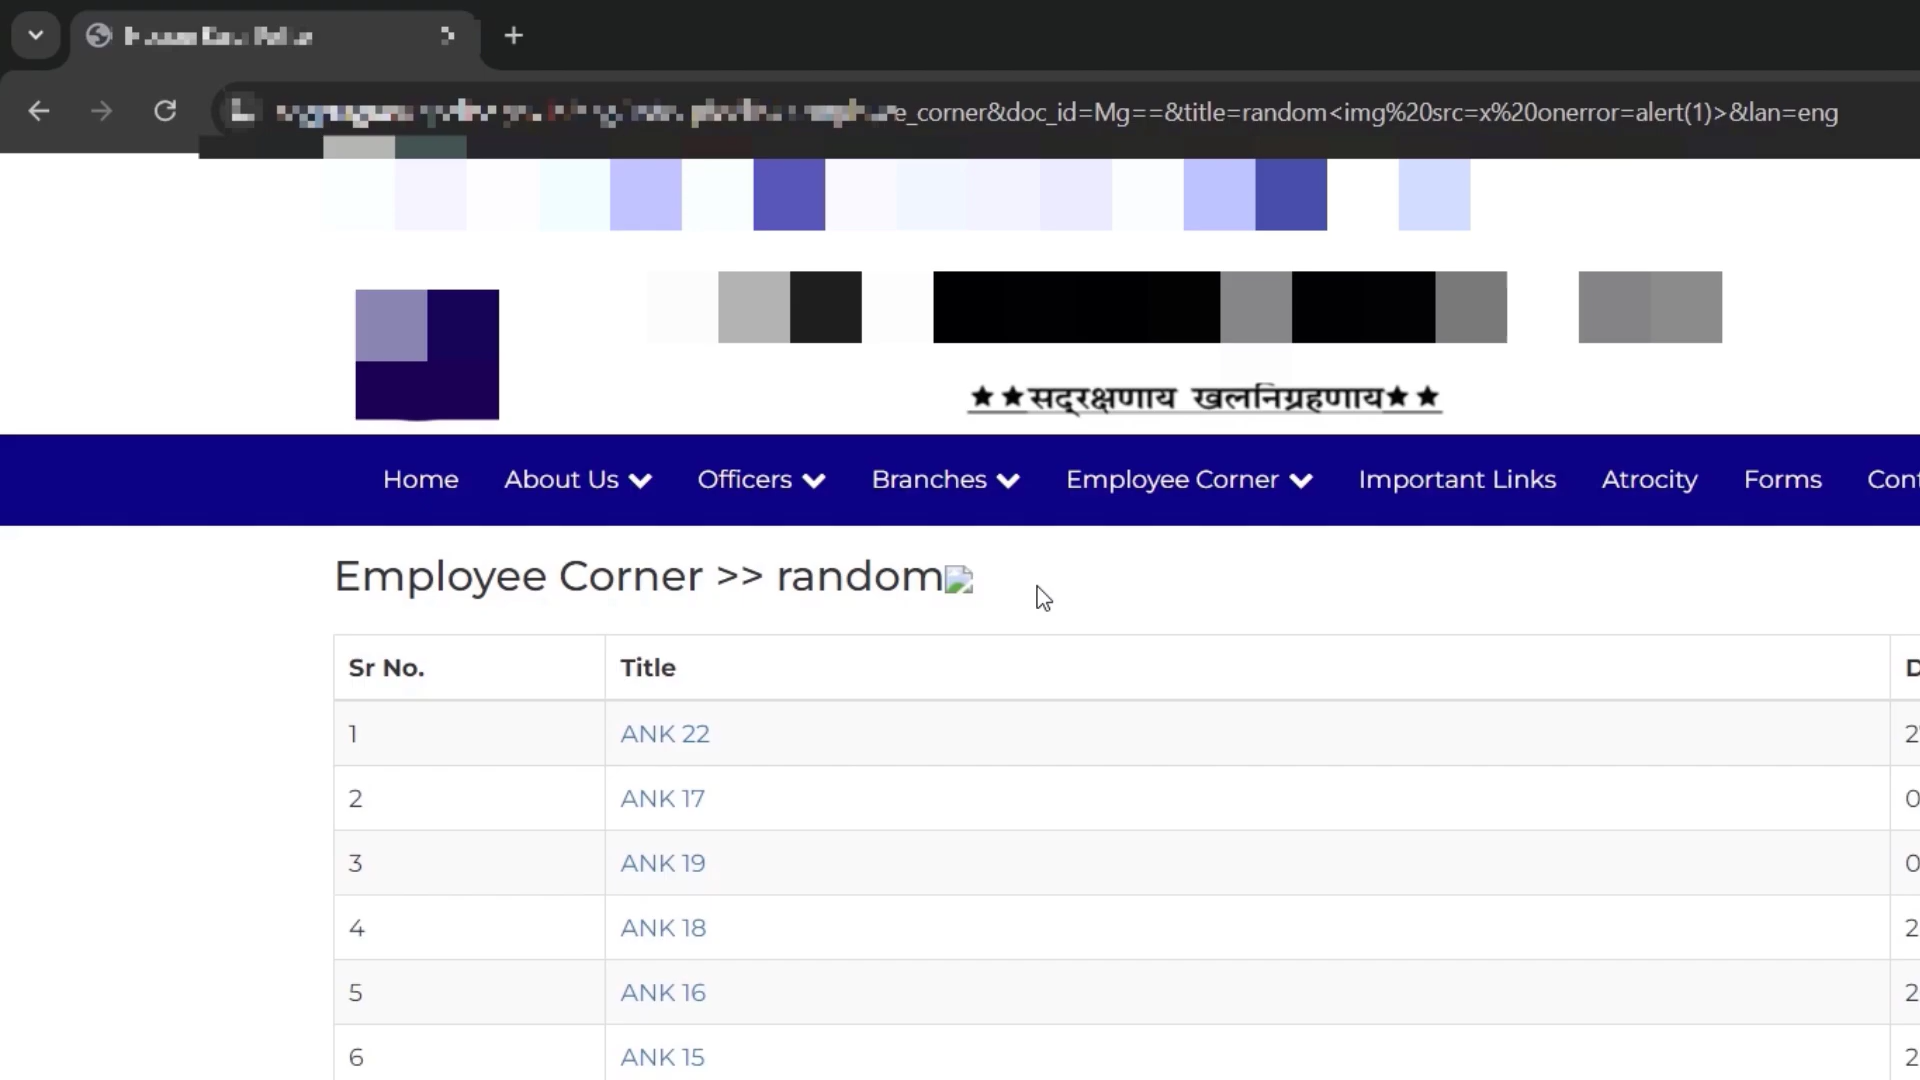 e_corner&doc_id=Mg==&title=random<img%20src=x%20onerror=alert(1)>&lan=eng
★★सद्रक्षणाय खलनिग्रहणाय★★
Home About Us Officers Branches Employee Corner Important Links Atrocity Forms
Employee Corner >> random
Sr No. Title
1 ANK 22
2 ANK 17
3 ANK 19
4 ANK 18
5 ANK 16
6 ANK 15